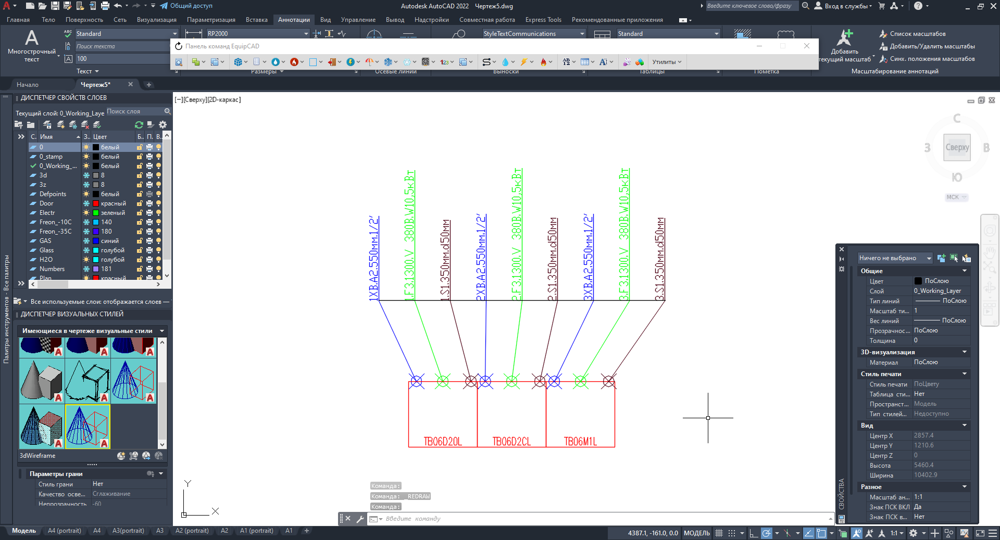 Общий доступ
Autodesk AutoCAD 2022 Чертеж5.dwg
Введите ключевое слово/фразу
Вход в службы
Главная Тело Поверхность Сеть Визуализация Параметризация Вставка Аннотации Вид Управление Вывод Надстройки Совместная работа Express Tools Рекомендованные приложения
Многострочный
текст
ABC
Standard
Поиск текста
100
Текст
RP2000
StyleTextCommunications
Standard
Панель команд EquipCAD
123
AB
12
Утилиты
Размеры
Осевые линии
Выноски
Таблицы
Пометка
Добавить
текущий масштаб
Список масштабов
Добавить/Удалить масштабы
Синх. положения масштабов
Масштабирование аннотаций
Начало
Чертеж5*
ДИСПЕТЧЕР СВОЙСТВ СЛОЕВ
Текущий слой: 0_Working_Laye
Поиск слоя
С. Имя З.. Цвет Б.. П. В..
0 белый
0_stamp белый
0_Working_... белый
3d 8
3z 8
Defpoints белый
Door красный
Electr зеленый
Freon_-10C 140
Freon_-35C 180
GAS синий
Glass голубой
H2O голубой
Numbers 181
Plan красный
Все используемые слои: отображается слоев —
ДИСПЕТЧЕР ВИЗУАЛЬНЫХ СТИЛЕЙ
Имеющиеся в чертеже визуальные стили
3dWireframe
Параметры грани
Стиль грани Нет
Качество осве... Сглаживание
Непрозрачность -60
Палитры инструментов - Все палитры
[−][Сверху][2D-каркас]
1XB.A2.550мм.1/2'
1.F3.1300.V 380В.W10,5кВт
1.S1.350мм.d50мм
2XB.A2.550мм.1/2'
2.F3.1300.V 380В.W10,5кВт
2.S1.350мм.d50мм
3XB.A2.550мм.1/2'
3.F3.1300.V 380В.W10,5кВт
3.S1.350мм.d50мм
TB06D20L
TB06D2CL
TB06M1L
Y
X
С
З
Сверху
В
Ю
МСК
Команда:
Команда: _REDRAW
Команда:
Введите команду
Ничего не выбрано
Общие
Цвет ПоСлою
Слой 0_Working_Layer
Тип линий ПоСлою
Масштаб ти... 1
Вес линий ПоСлою
Прозрачнос... ПоСлою
Толщина 0
3D-визуализация
Материал ПоСлою
Стиль печати
Стиль печати ПоЦвету
Таблица сти... Нет
Пространст... Модель
Тип стилей... Недоступно
Вид
Центр X 2857.4
Центр Y 1210.6
Центр Z 0
Высота 5460.4
Ширина 10402.9
Разное
Масштаб ан... 1:1
Знак ПСК ВКЛ Да
Знак ПСК в... Нет
СВОЙСТВА
Модель A4 (portrait) A4 A3(portrait) A3 A2 (portrait) A2 A1 (portrait) A1
4387.1, -161.0, 0.0 МОДЕЛЬ
1:1